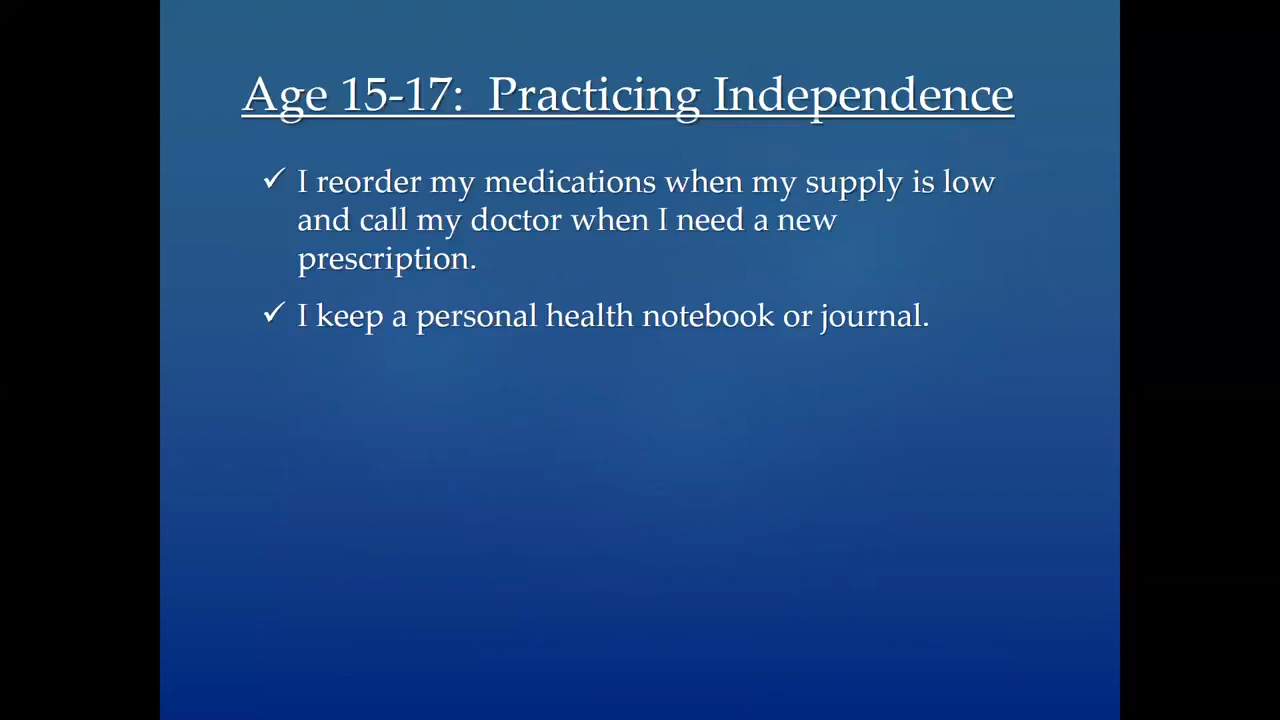 Age 15-17:  Practicing Independence
✓ I reorder my medications when my supply is low
and call my doctor when I need a new
prescription.
✓ I keep a personal health notebook or journal.